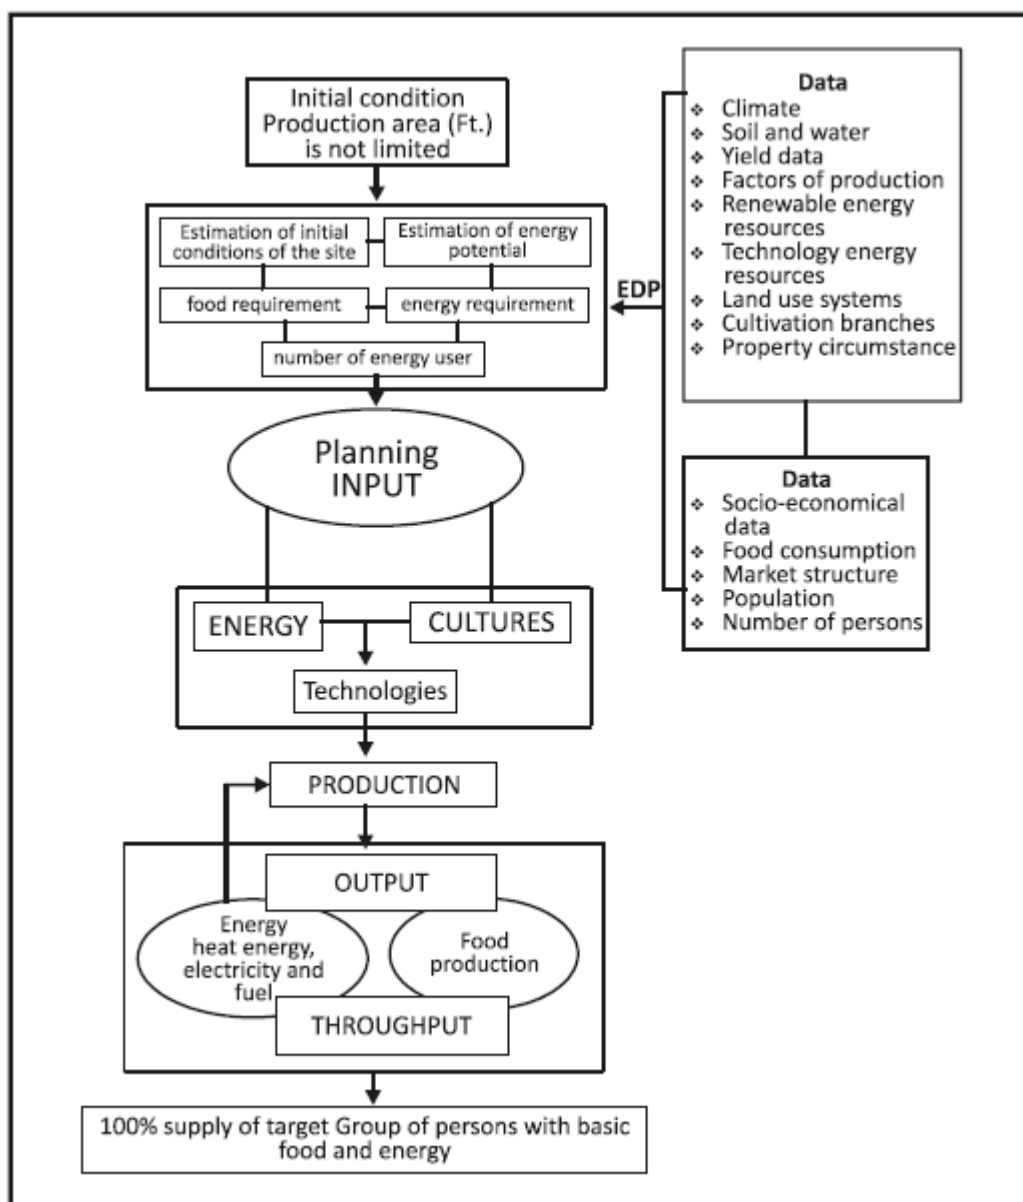 Initial condition
Production area (Ft.)
is not limited
Estimation of initial
conditions of the site
Estimation of energy
potential
food requirement
energy requirement
number of energy user
EDP
Data
❖ Climate
❖ Soil and water
❖ Yield data
❖ Factors of production
❖ Renewable energy
resources
❖ Technology energy
resources
❖ Land use systems
❖ Cultivation branches
❖ Property circumstance
Data
❖ Socio-economical
data
❖ Food consumption
❖ Market structure
❖ Population
❖ Number of persons
Planning
INPUT
ENERGY
CULTURES
Technologies
PRODUCTION
OUTPUT
Energy
heat energy,
electricity and
fuel
Food
production
THROUGHPUT
100% supply of target Group of persons with basic
food and energy